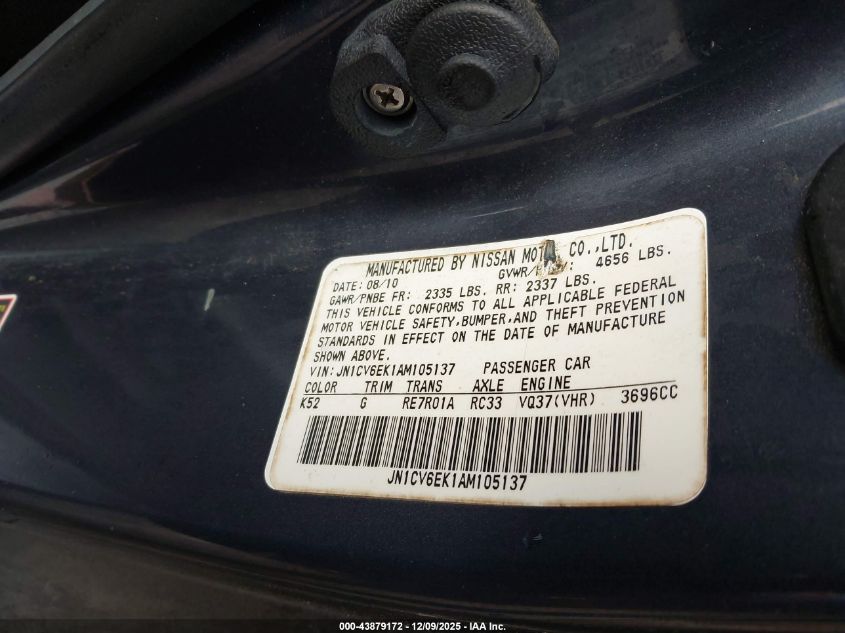 MANUFACTURED BY NISSAN MOTOR CO.,LTD.
DATE: 08/10 GVWR/ : 4656 LBS.
GAWR/PNBE FR: 2335 LBS. RR: 2337 LBS.
THIS VEHICLE CONFORMS TO ALL APPLICABLE FEDERAL
MOTOR VEHICLE SAFETY,BUMPER,AND THEFT PREVENTION
STANDARDS IN EFFECT ON THE DATE OF MANUFACTURE
SHOWN ABOVE.
VIN:JN1CV6EK1AM105137 PASSENGER CAR
COLOR TRIM TRANS AXLE ENGINE
K52 G RE7R01A RC33 VQ37(VHR) 3696CC
JN1CV6EK1AM105137
000-43879172 - 12/09/2025 - IAA Inc.